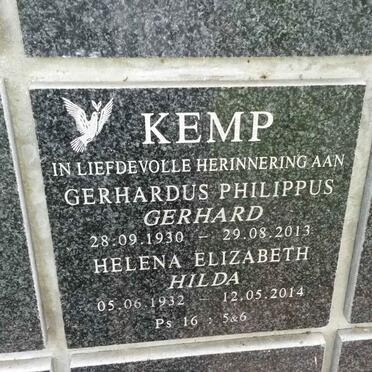 KEMP
IN LIEFDEVOLLE HERINNERING AAN
GERHARDUS PHILIPPUS
GERHARD
28.09.1930 – 29.08.2013
HELENA ELIZABETH
HILDA
05.06.1932 – 12.05.2014
Ps 16 : 5&6